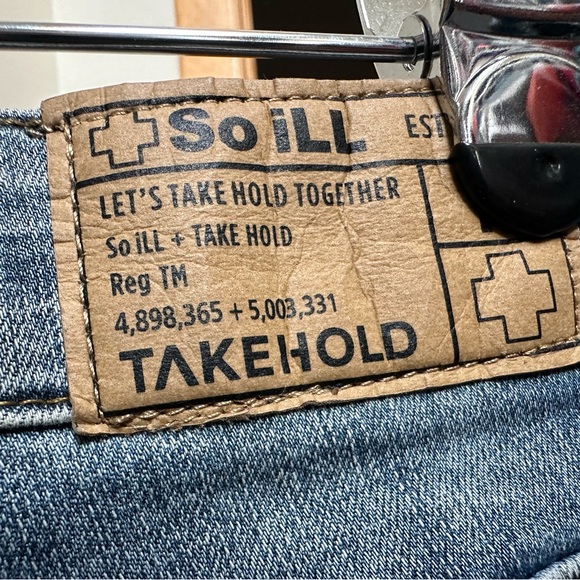 So iLL EST
LET'S TAKE HOLD TOGETHER
So iLL + TAKE HOLD
Reg TM
4,898,365 + 5,003,331
TAKEHOLD